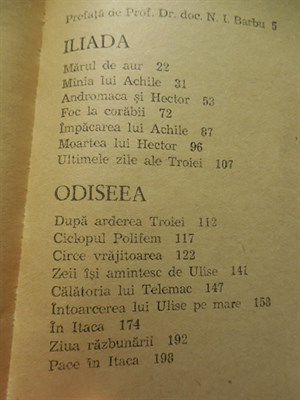 Prefață de Prof. Dr. doc. N. I. Barbu 5
ILIADA
Mărul de aur 22
Mînia lui Achile 31
Andromaca și Hector 53
Foc la corăbii 72
Împăcarea lui Achile 87
Moartea lui Hector 96
Ultimele zile ale Troiei 107
ODISEEA
După arderea Troiei 112
Ciclopul Polifem 117
Circe vrăjitoarea 122
Zeii își amintesc de Ulise 141
Călătoria lui Telemac 147
Întoarcerea lui Ulise pe mare 153
În Itaca 174
Ziua răzbunării 192
Pace în Itaca 198